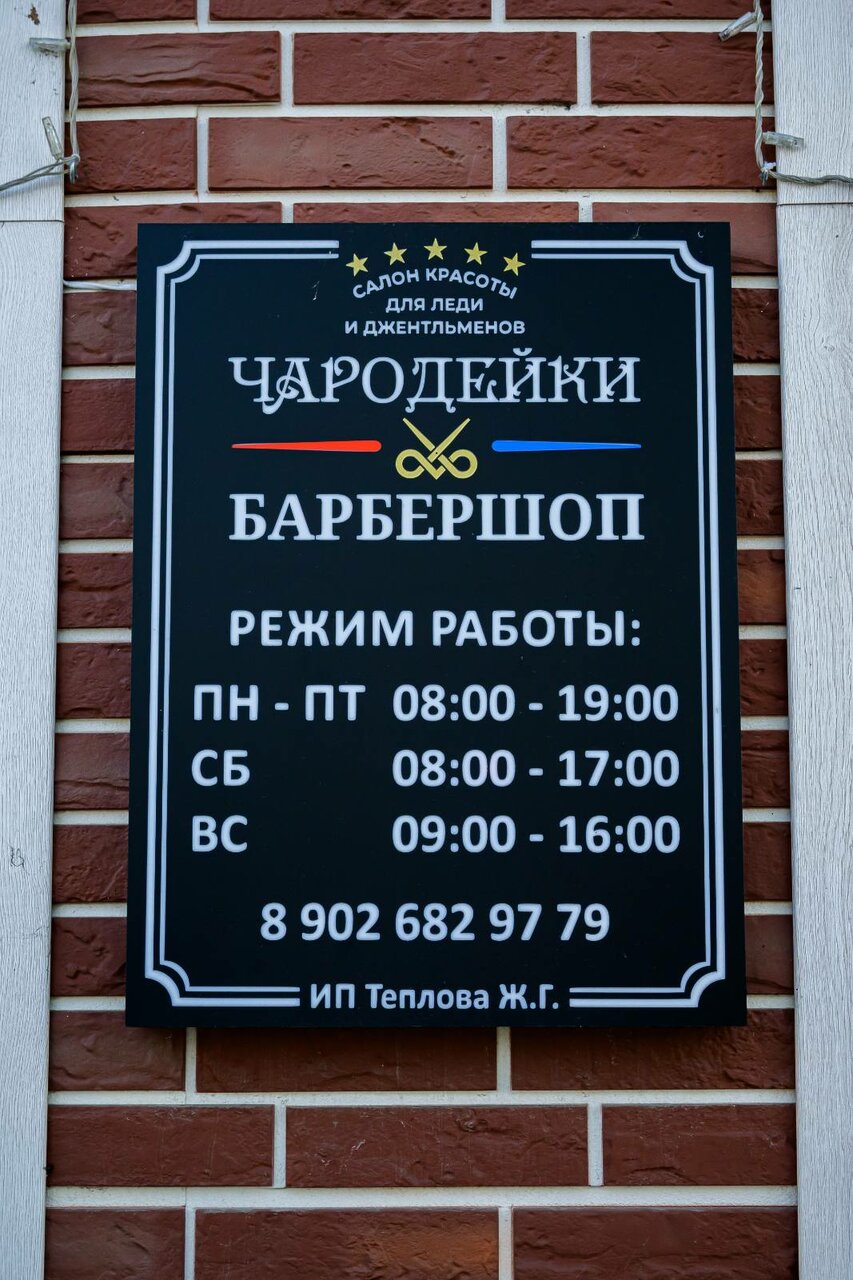 САЛОН КРАСОТЫ
ДЛЯ ЛЕДИ
И ДЖЕНТЛЬМЕНОВ
ЧАРОДЕЙКИ
БАРБЕРШОП
РЕЖИМ РАБОТЫ:
ПН - ПТ 08:00 - 19:00
СБ 08:00 - 17:00
ВС 09:00 - 16:00
8 902 682 97 79
ИП Теплова Ж.Г.